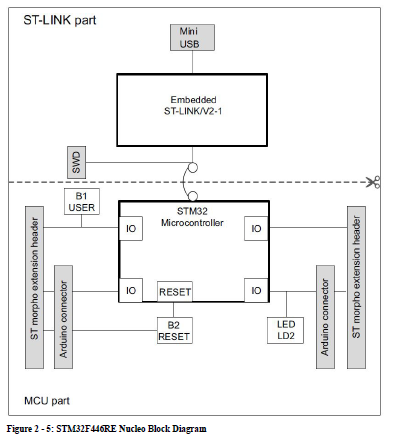 ST-LINK part
Mini
USB
Embedded
ST-LINK/V2-1
SWD
B1
USER
STM32
Microcontroller
IO
IO
ST morpho extension header
Arduino connector
IO
RESET
IO
Arduino connector
ST morpho extension header
B2
RESET
LED
LD2
MCU part
Figure 2 - 5: STM32F446RE Nucleo Block Diagram